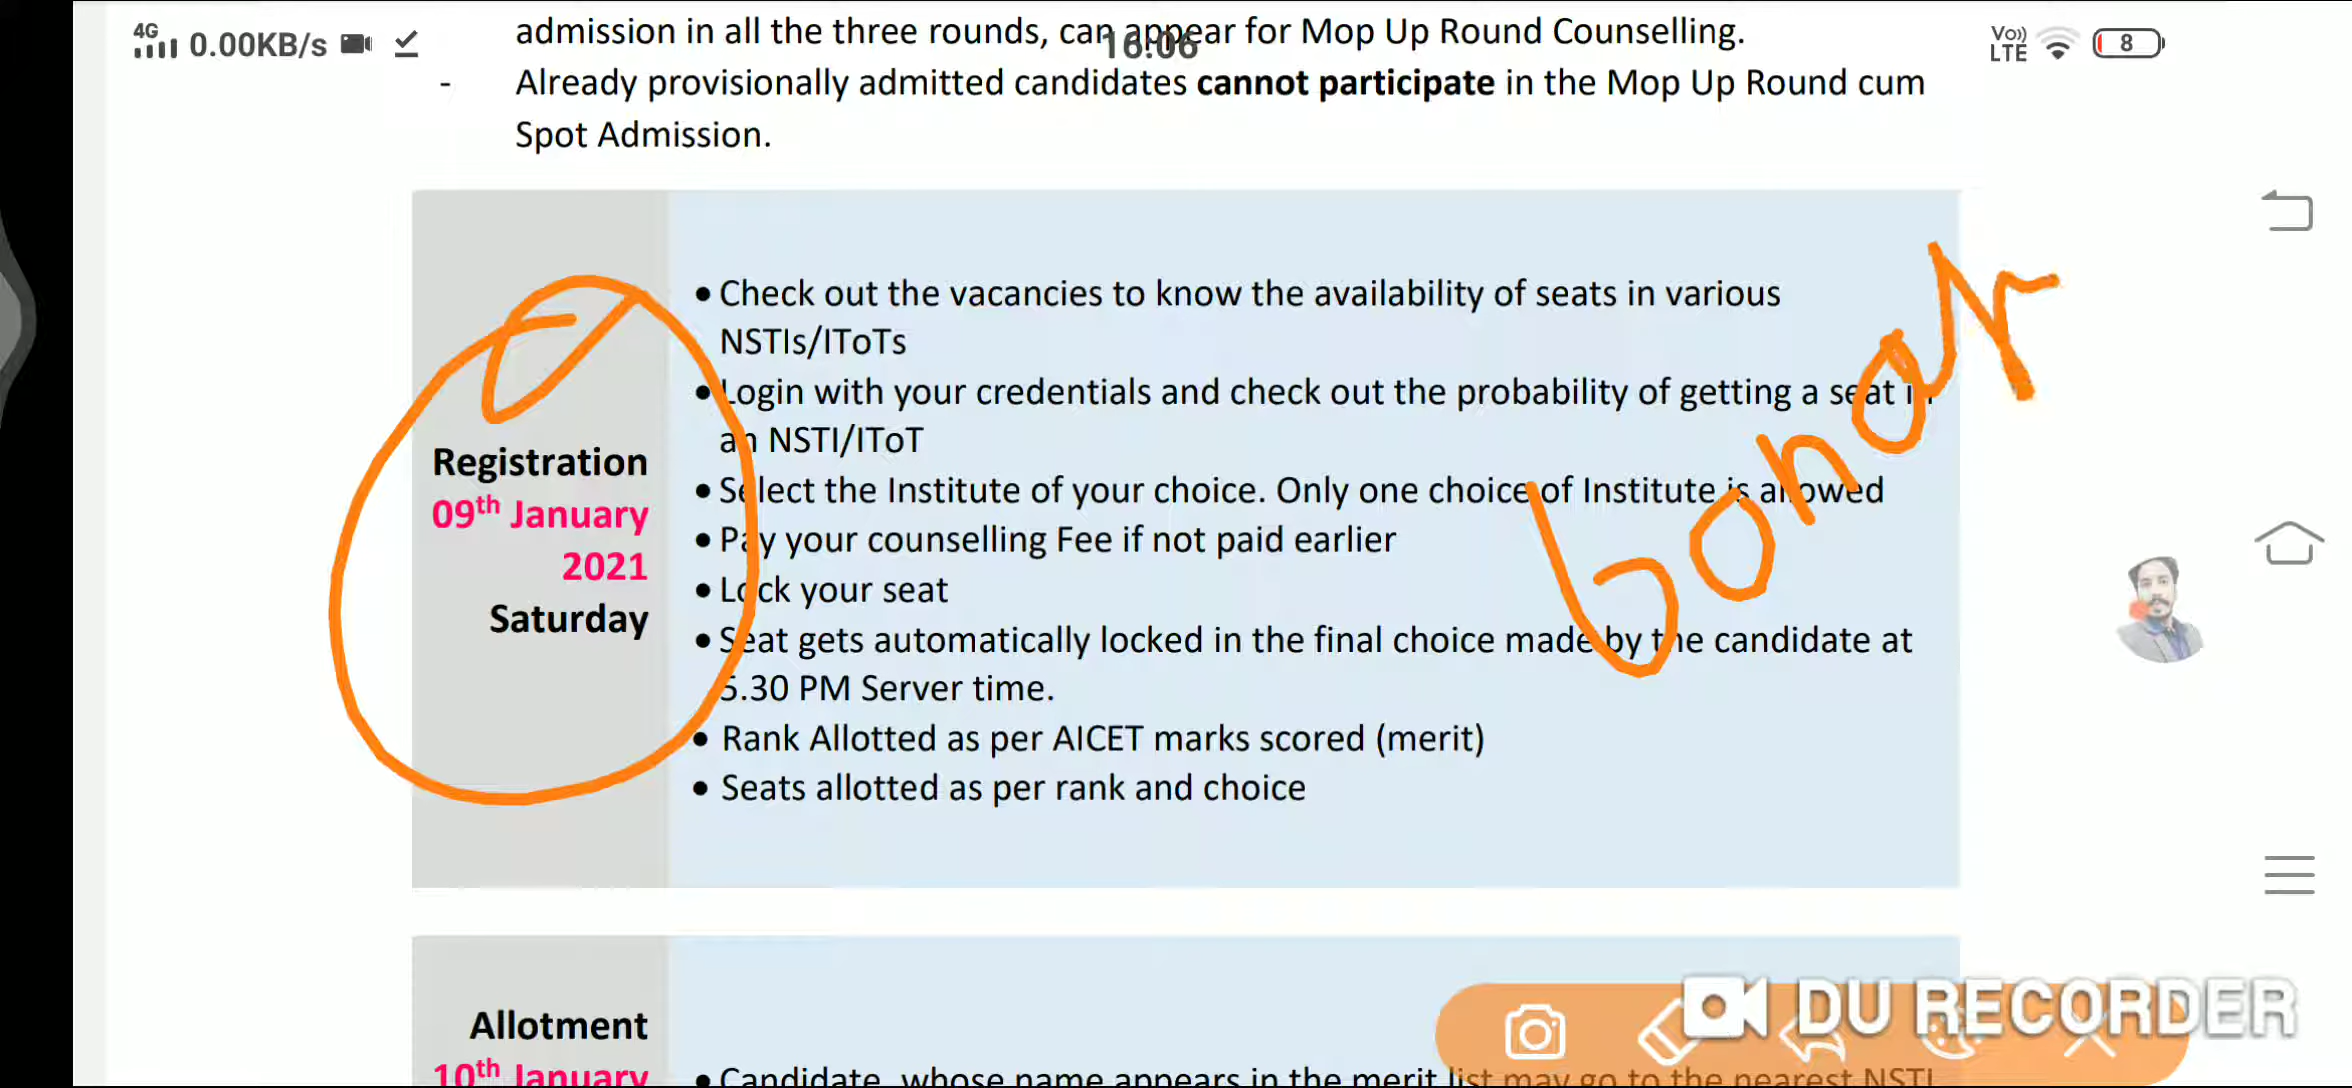 admission in all the three rounds, can appear for Mop Up Round Counselling.
4G 0.00KB/s 16:06 Vo)) LTE 8
- Already provisionally admitted candidates cannot participate in the Mop Up Round cum
Spot Admission.
Registration
09th January
2021
Saturday
• Check out the vacancies to know the availability of seats in various
NSTIs/IToTs
• Login with your credentials and check out the probability of getting a seat in
an NSTI/IToT
• Select the Institute of your choice. Only one choice of Institute is allowed
• Pay your counselling Fee if not paid earlier
• Lock your seat
• Seat gets automatically locked in the final choice made by the candidate at
5.30 PM Server time.
• Rank Allotted as per AICET marks scored (merit)
• Seats allotted as per rank and choice
DU RECORDER
Allotment
10th January
• Candidate, whose name appears in the merit list may go to the nearest NSTI